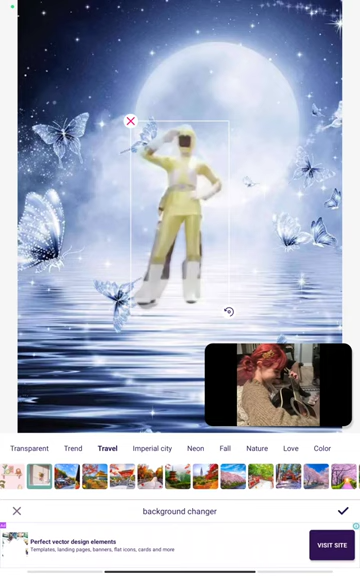 Transparent Trend Travel Imperial city Neon Fall Nature Love Color
background changer
Perfect vector design elements
Templates, landing pages, banners, flat icons, cards and more
VISIT SITE